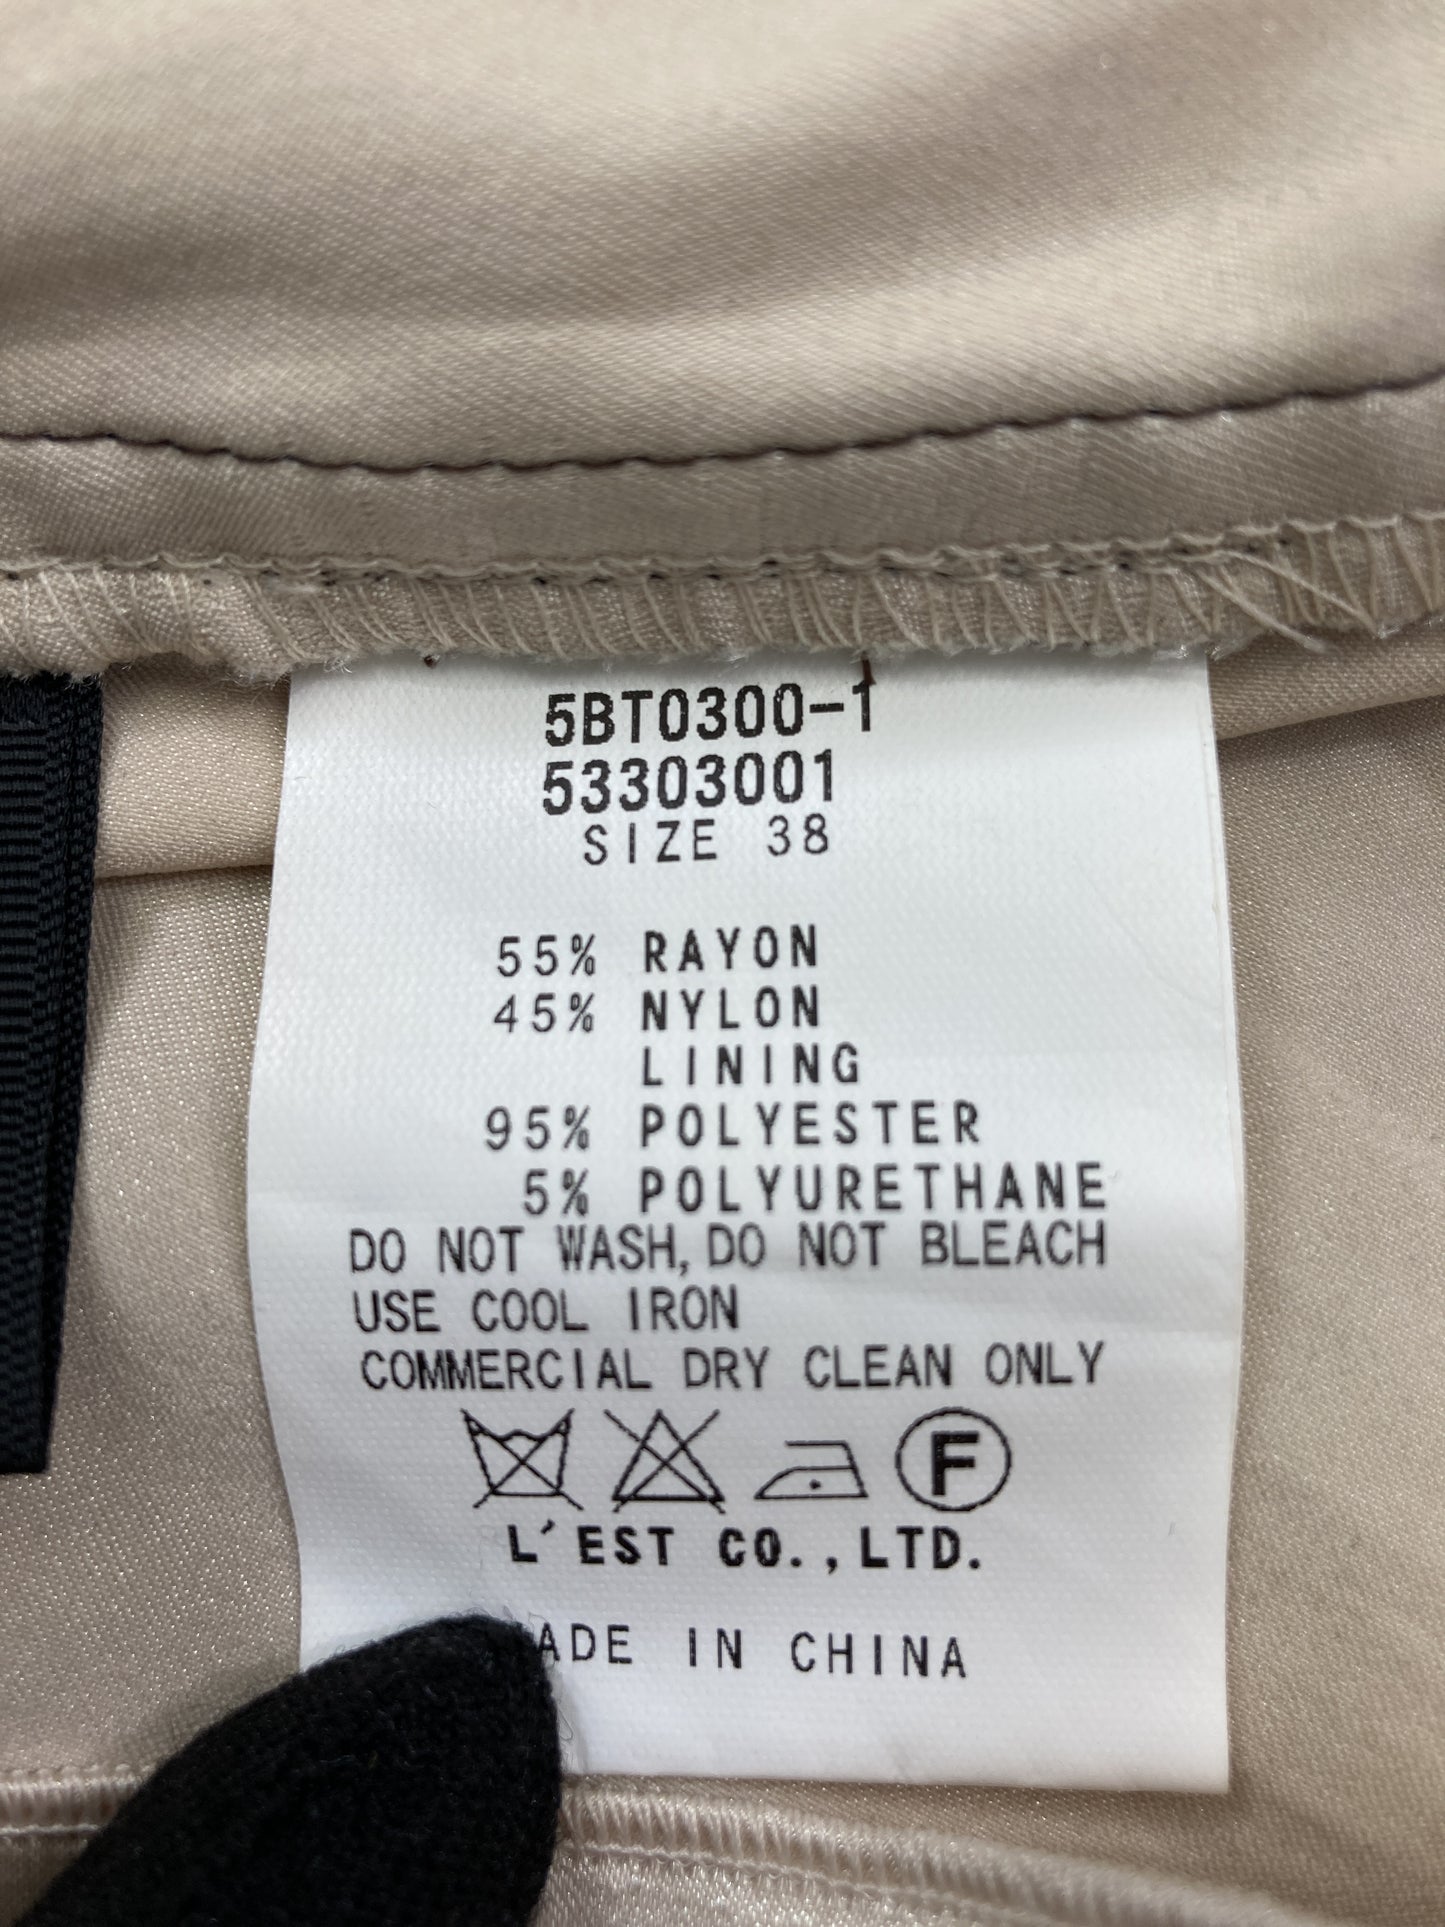 5BT0300-1
53303001
SIZE 38
55% RAYON
45% NYLON
LINING
95% POLYESTER
5% POLYURETHANE
DO NOT WASH, DO NOT BLEACH
USE COOL IRON
COMMERCIAL DRY CLEAN ONLY
F
L'EST CO.,LTD.
ADE IN CHINA